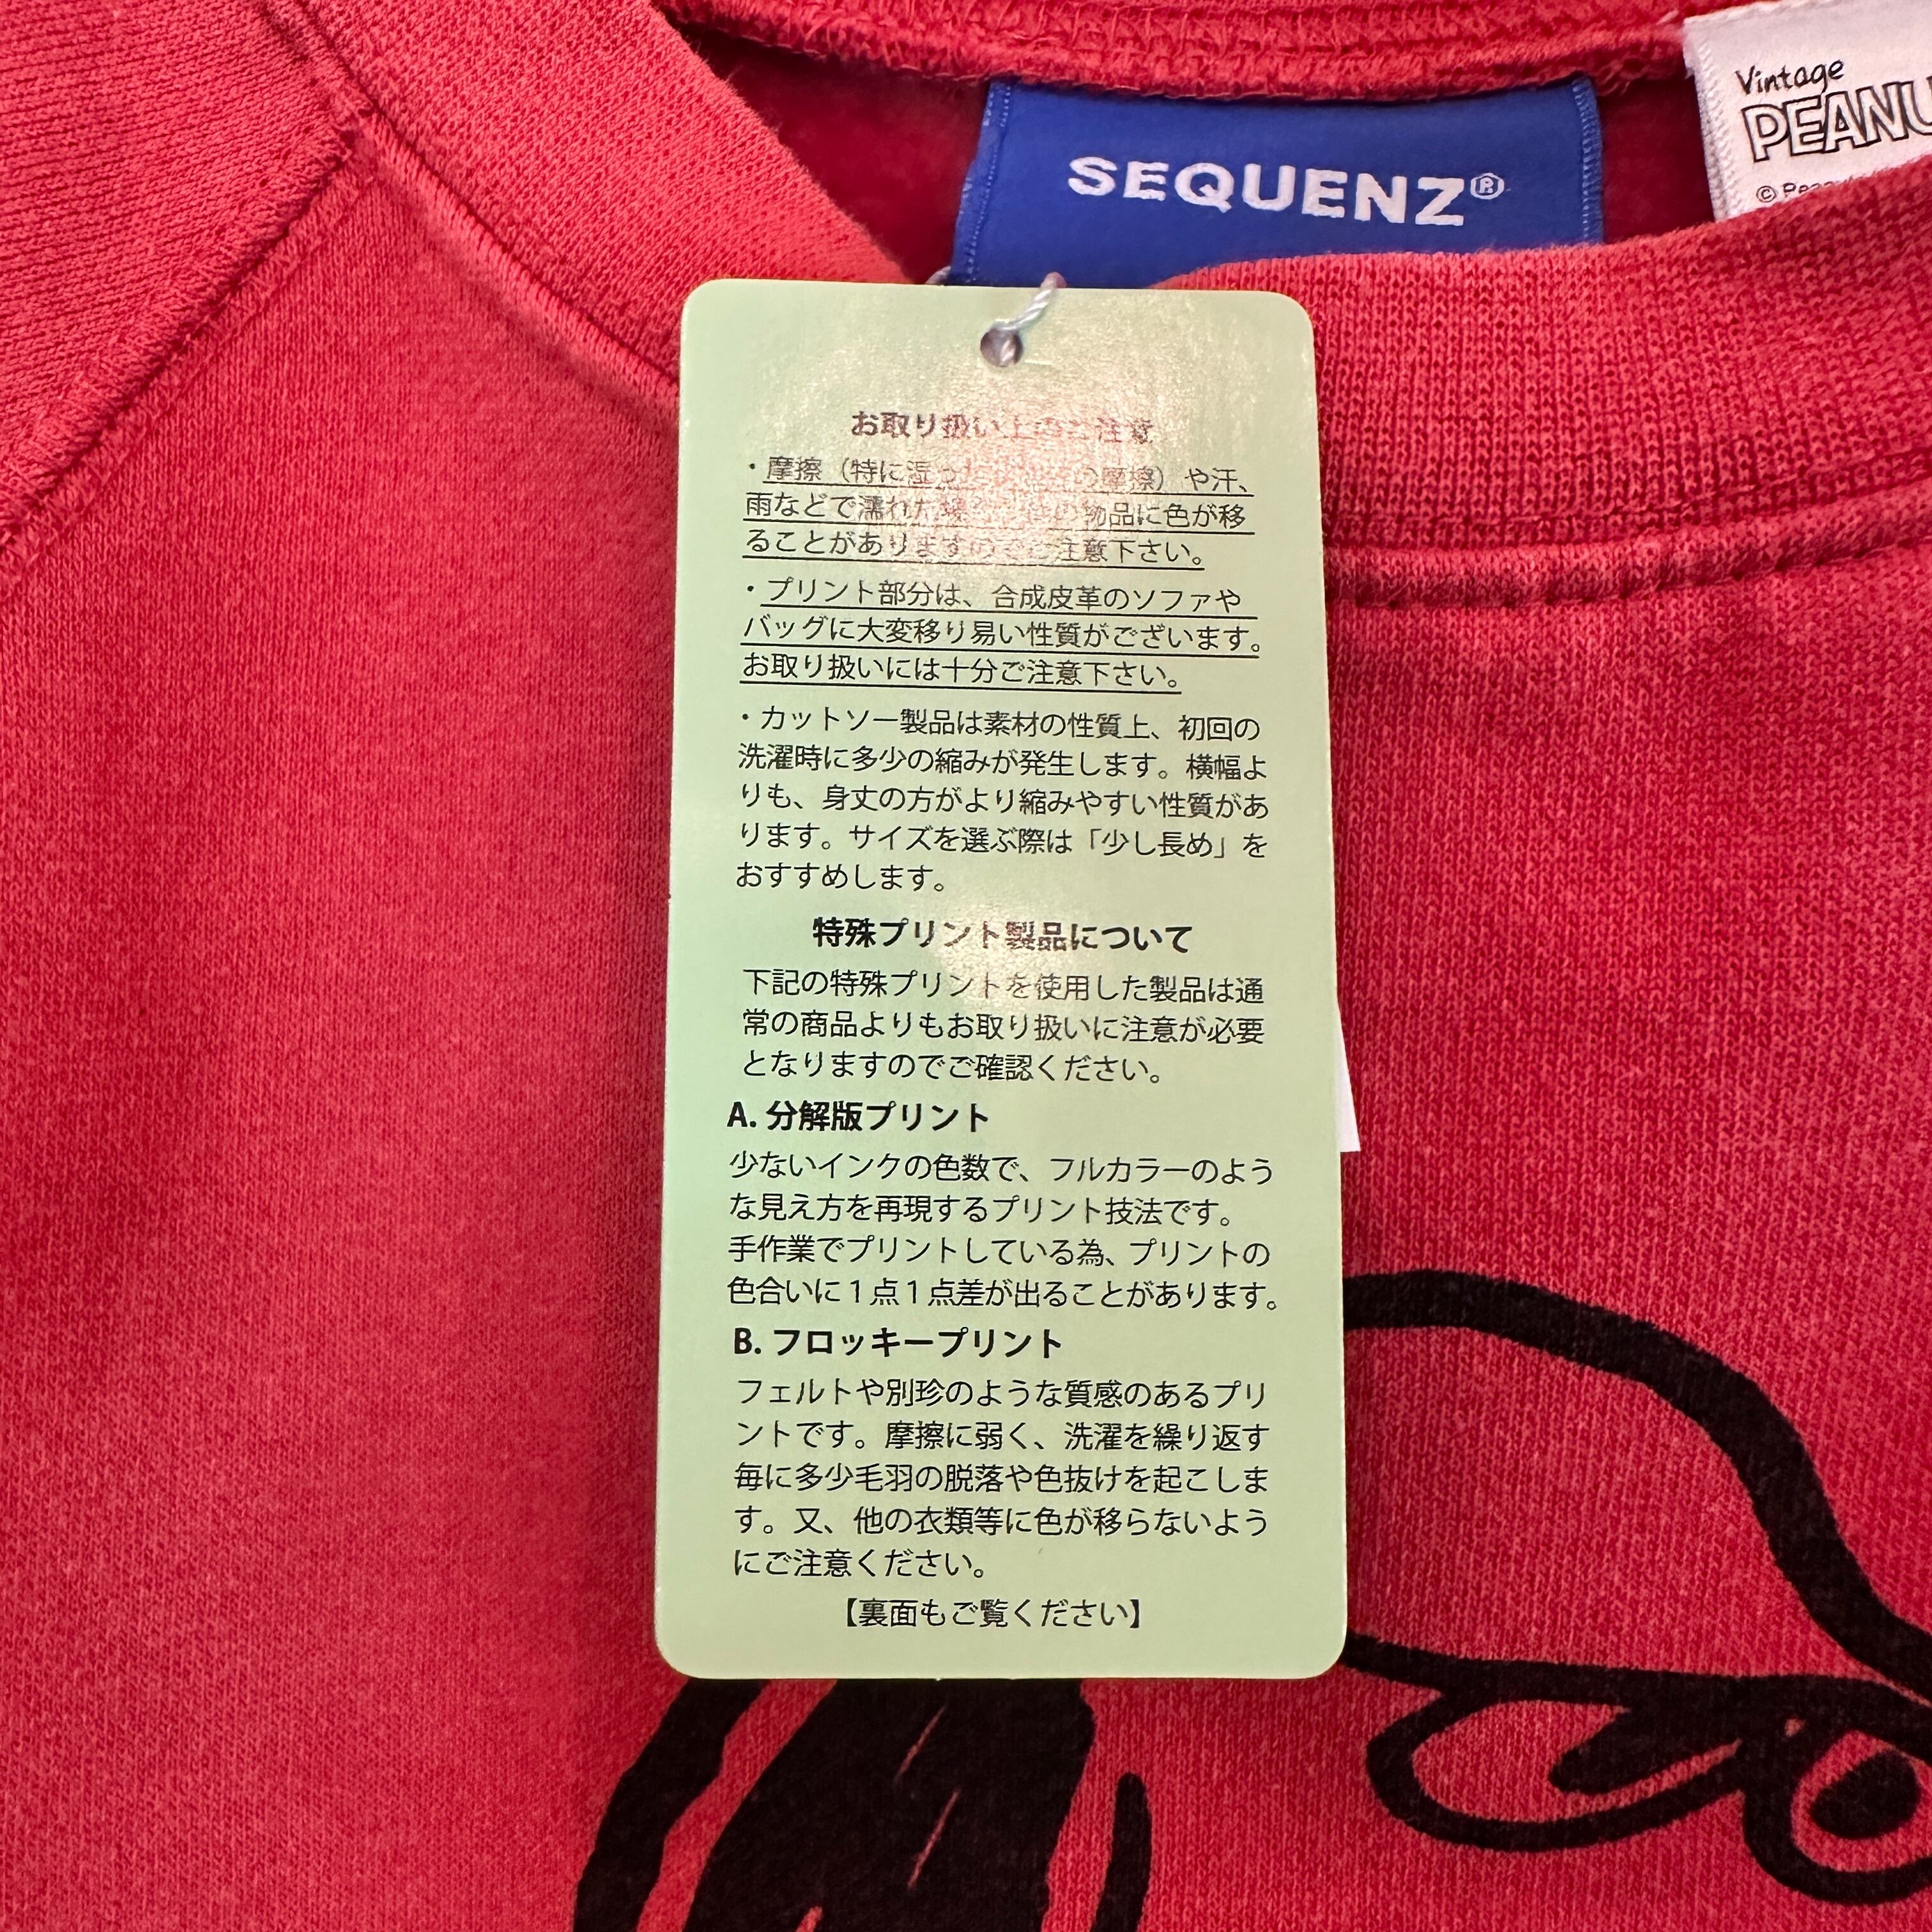 SEQUENZ®
Vintage
PEANU
©
お取り扱い上のご注意
・摩擦（特に湿った状態での摩擦）や汗、
雨などで濡れた場合、他の物品に色が移
ることがありますのでご注意下さい。
・プリント部分は、合成皮革のソファや
バッグに大変移り易い性質がございます。
お取り扱いには十分ご注意下さい。
・カットソー製品は素材の性質上、初回の
洗濯時に多少の縮みが発生します。横幅よ
りも、身丈の方がより縮みやすい性質があ
ります。サイズを選ぶ際は「少し長め」を
おすすめします。
特殊プリント製品について
下記の特殊プリントを使用した製品は通
常の商品よりもお取り扱いに注意が必要
となりますのでご確認ください。
A. 分解版プリント
少ないインクの色数で、フルカラーのよう
な見え方を再現するプリント技法です。
手作業でプリントしている為、プリントの
色合いに１点１点差が出ることがあります。
B. フロッキープリント
フェルトや別珍のような質感のあるプリ
ントです。摩擦に弱く、洗濯を繰り返す
毎に多少毛羽の脱落や色抜けを起こしま
す。又、他の衣類等に色が移らないよう
にご注意ください。
【裏面もご覧ください】